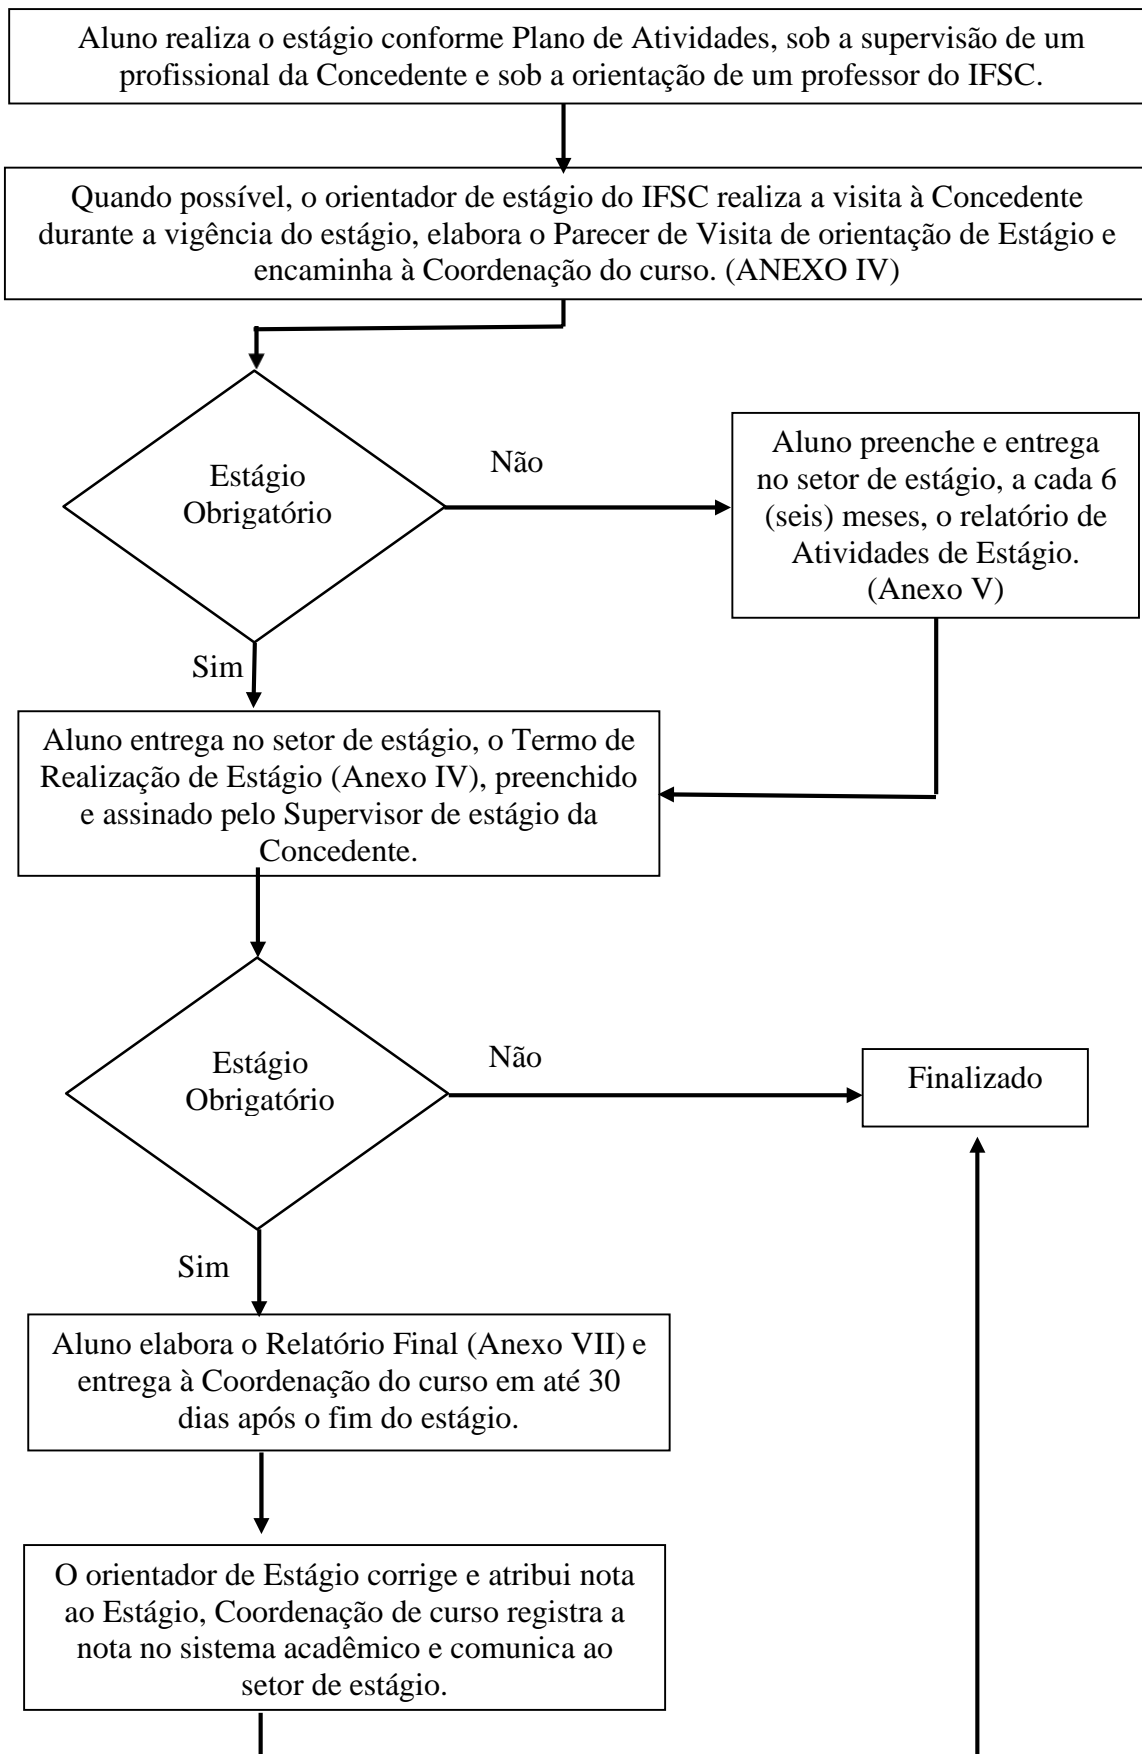 Aluno realiza o estágio conforme Plano de Atividades, sob a supervisão de um
profissional da Concedente e sob a orientação de um professor do IFSC.
Quando possível, o orientador de estágio do IFSC realiza a visita à Concedente
durante a vigência do estágio, elabora o Parecer de Visita de orientação de Estágio e
encaminha à Coordenação do curso. (ANEXO IV)
Estágio
Obrigatório
Não
Aluno preenche e entrega
no setor de estágio, a cada 6
(seis) meses, o relatório de
Atividades de Estágio.
(Anexo V)
Sim
Aluno entrega no setor de estágio, o Termo de
Realização de Estágio (Anexo IV), preenchido
e assinado pelo Supervisor de estágio da
Concedente.
Estágio
Obrigatório
Não
Finalizado
Sim
Aluno elabora o Relatório Final (Anexo VII) e
entrega à Coordenação do curso em até 30
dias após o fim do estágio.
O orientador de Estágio corrige e atribui nota
ao Estágio, Coordenação de curso registra a
nota no sistema acadêmico e comunica ao
setor de estágio.